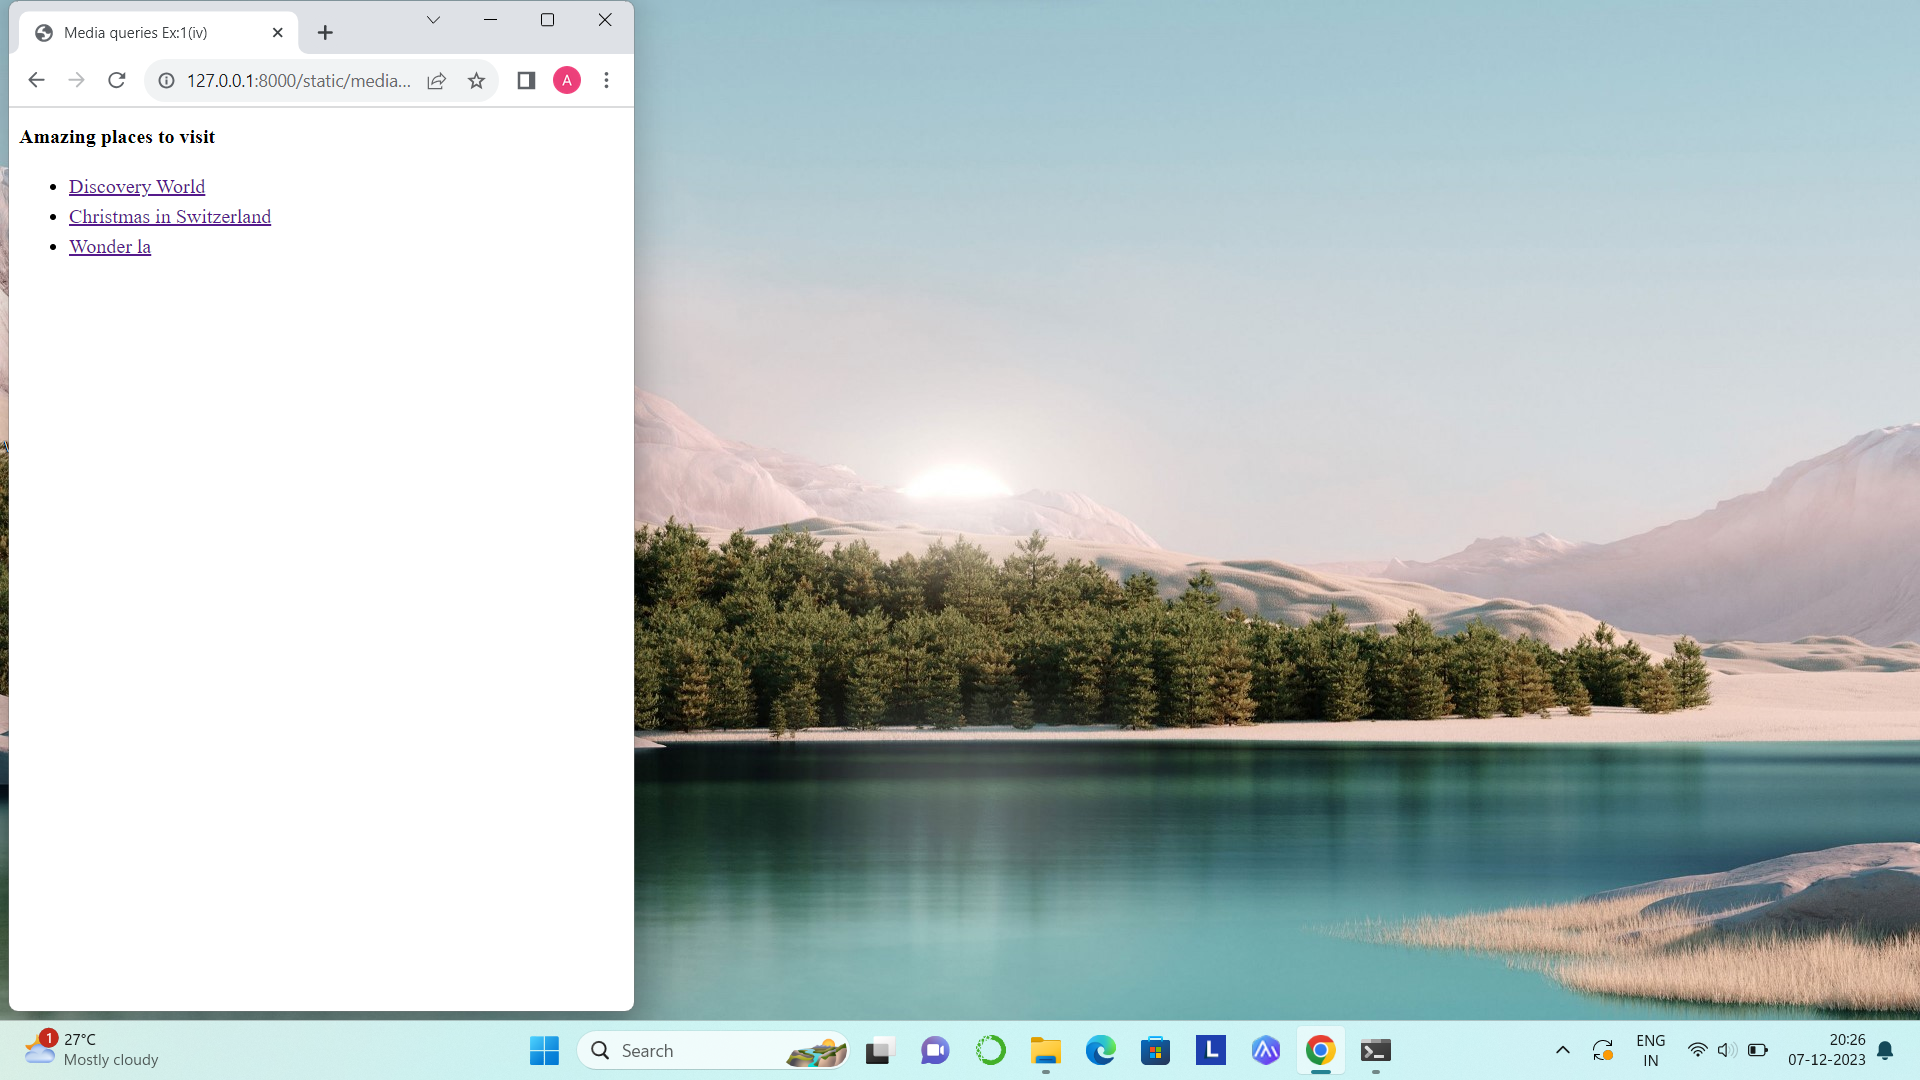 Media queries Ex:1(iv)
127.0.0.1:8000/static/media...
A
Amazing places to visit
Discovery World
Christmas in Switzerland
Wonder la
1
27°C
Mostly cloudy
Search
L
ENG
IN
20:26
07-12-2023